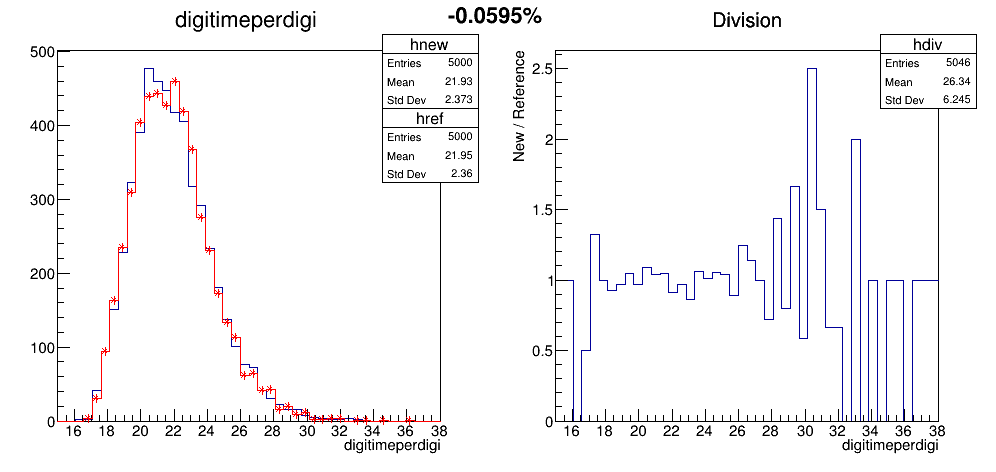 digitimeperdigi
-0.0595%
Division
hnew
Entries 5000
Mean 21.93
Std Dev 2.373
href
Entries 5000
Mean 21.95
Std Dev 2.36
500
400
300
200
100
0
16 18 20 22 24 26 28 30 32 34 36 38
digitimeperdigi
hdiv
Entries 5046
Mean 26.34
Std Dev 6.245
New / Reference
2.5
2
1.5
1
0.5
0
16 18 20 22 24 26 28 30 32 34 36 38
digitimeperdigi